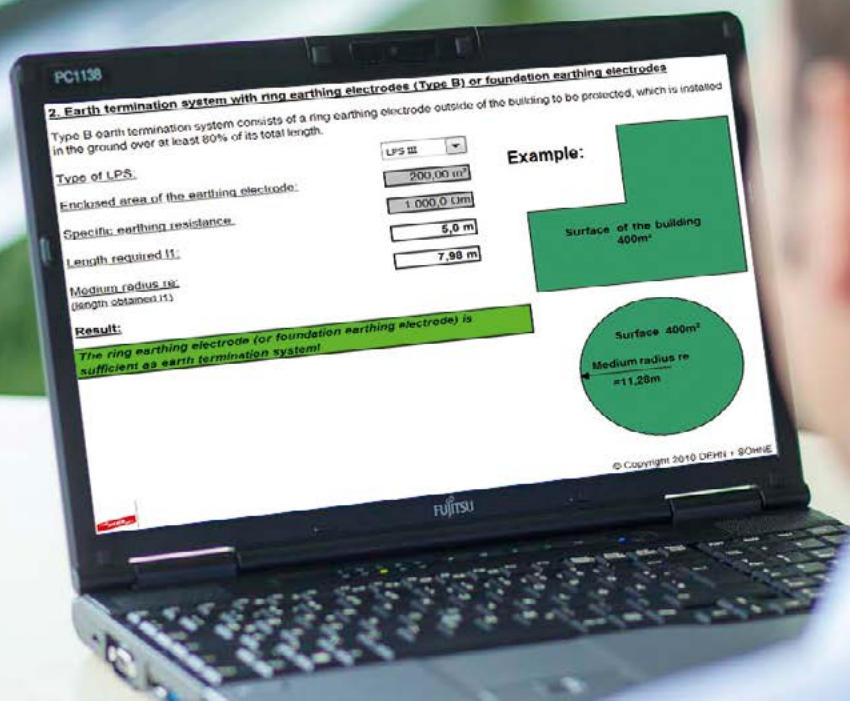 PC1138
2. Earth termination system with ring earthing electrodes (Type B) or foundation earthing electrodes
Type B earth termination system consists of a ring earthing electrode outside of the building to be protected, which is installed
in the ground over at least 80% of its total length.
Type of LPS:
LPS III
Enclosed area of the earthing electrode:
200,00 m²
Specific earthing resistance:
1 000,0 Ωm
Length required l1:
5,0 m
Medium radius re:
7,98 m
(length obtained l1)
Result:
The ring earthing electrode (or foundation earthing electrode) is
sufficient as earth termination system!
Example:
Surface of the building
400m²
Surface 400m²
Medium radius re
=11,28m
© Copyright 2010 DEHN + SÖHNE
FUJITSU